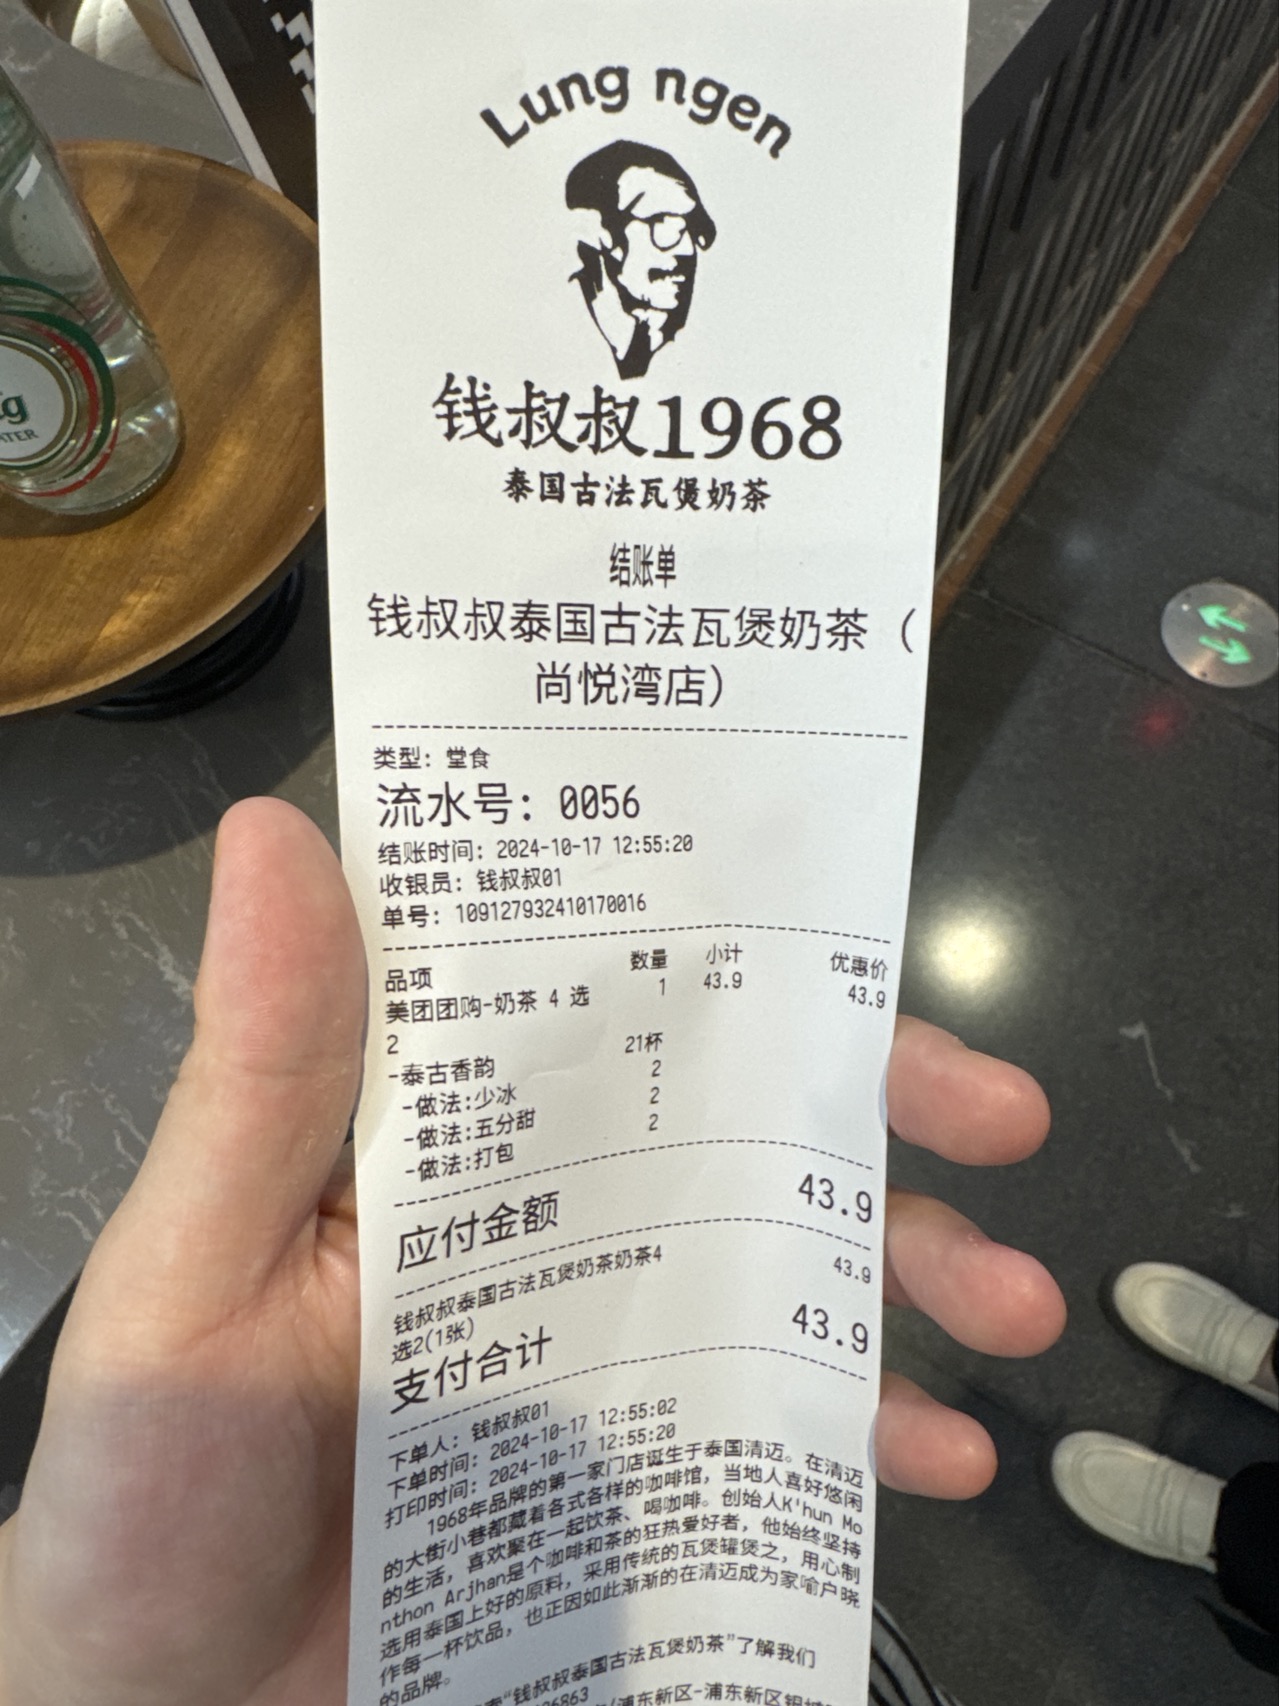 Lung ngen
钱叔叔1968
泰国古法瓦煲奶茶
结账单
钱叔叔泰国古法瓦煲奶茶（
尚悦湾店）
类型: 堂食
流水号: 0056
结账时间: 2024-10-17 12:55:20
收银员: 钱叔叔01
单号: 109127932410170016
品项 数量 小计 优惠价
美团团购-奶茶 4 选 1 43.9 43.9
2
-泰古香韵 21杯
-做法:少冰 2
-做法:五分甜 2
-做法:打包 2
应付金额 43.9
钱叔叔泰国古法瓦煲奶茶奶茶4 43.9
选2(1张)
支付合计 43.9
下单人: 钱叔叔01
下单时间: 2024-10-17 12:55:02
打印时间: 2024-10-17 12:55:20
1968年品牌的第一家门店诞生于泰国清迈。在清迈
的大街小巷都藏着各式各样的咖啡馆，当地人喜好悠闲
的生活，喜欢聚在一起饮茶、喝咖啡。创始人K'hun Mo
nthon Arjhan是个咖啡和茶的狂热爱好者，他始终坚持
选用泰国上好的原料，采用传统的瓦煲罐煲之，用心制
作每一杯饮品，也正因如此渐渐的在清迈成为家喻户晓
的品牌。
“钱叔叔泰国古法瓦煲奶茶”了解我们
6863
/浦东新区-浦东新区银城